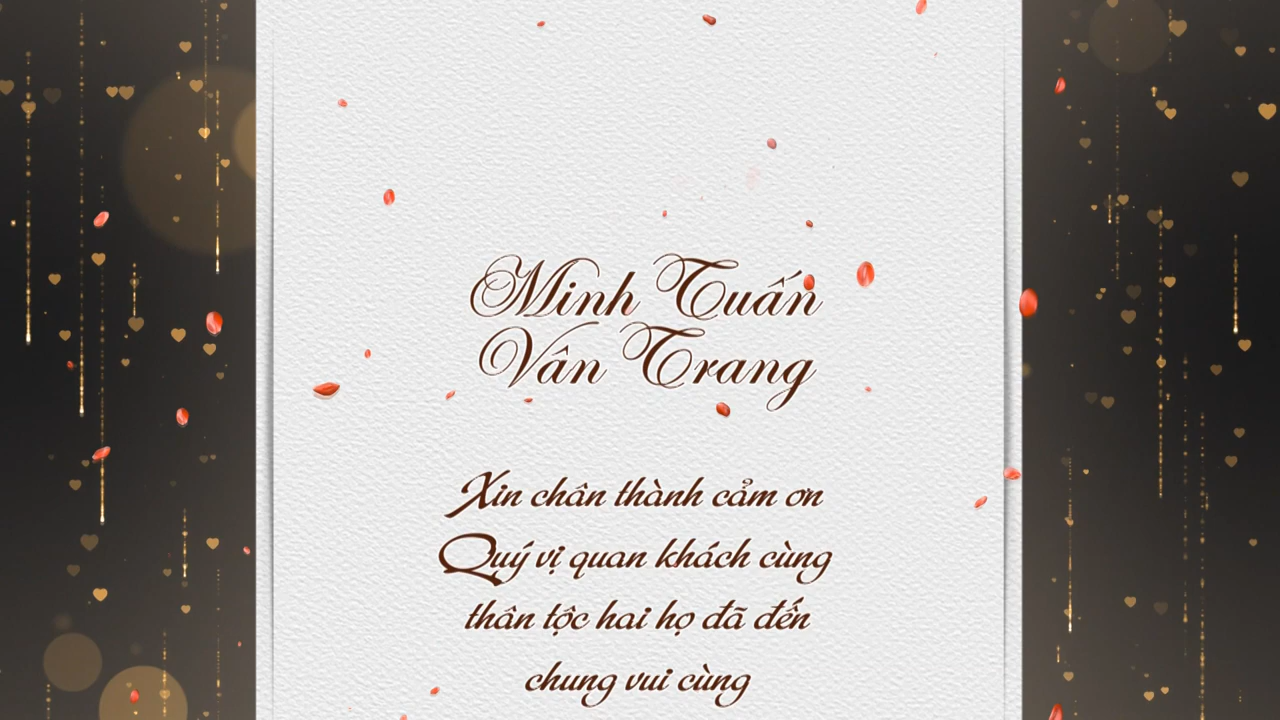 Minh Tuấn
Vân Trang
Xin chân thành cảm ơn
Quý vị quan khách cùng
thân tộc hai họ đã đến
chung vui cùng